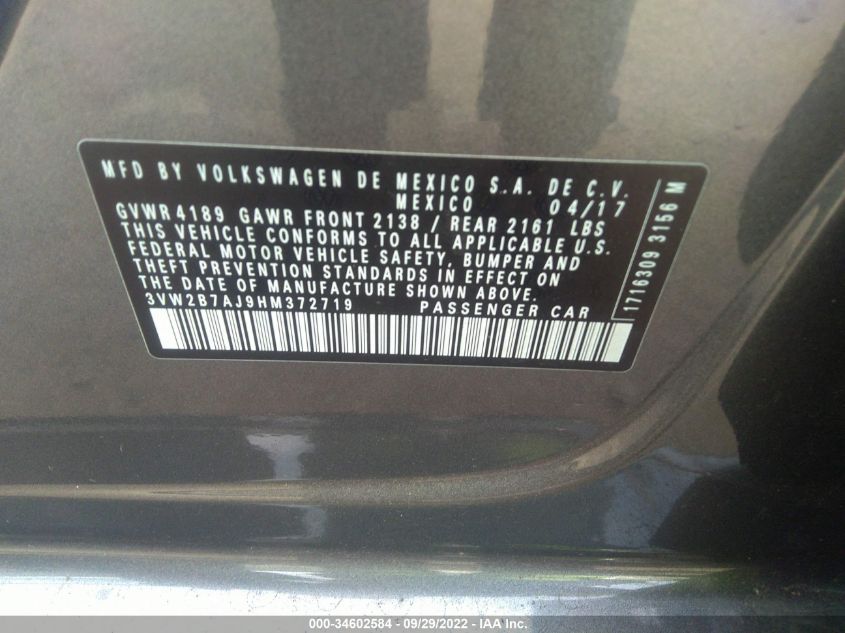 MFD BY VOLKSWAGEN DE MEXICO S.A. DE C.V.
MEXICO 04/17
GVWR 4189 GAWR FRONT 2138 / REAR 2161 LBS
THIS VEHICLE CONFORMS TO ALL APPLICABLE U.S.
FEDERAL MOTOR VEHICLE SAFETY, BUMPER AND
THEFT PREVENTION STANDARDS IN EFFECT ON
THE DATE OF MANUFACTURE SHOWN ABOVE.
3VW2B7AJ9HM372719 PASSENGER CAR
1716309 3156 M
000-34602584 - 09/29/2022 - IAA Inc.